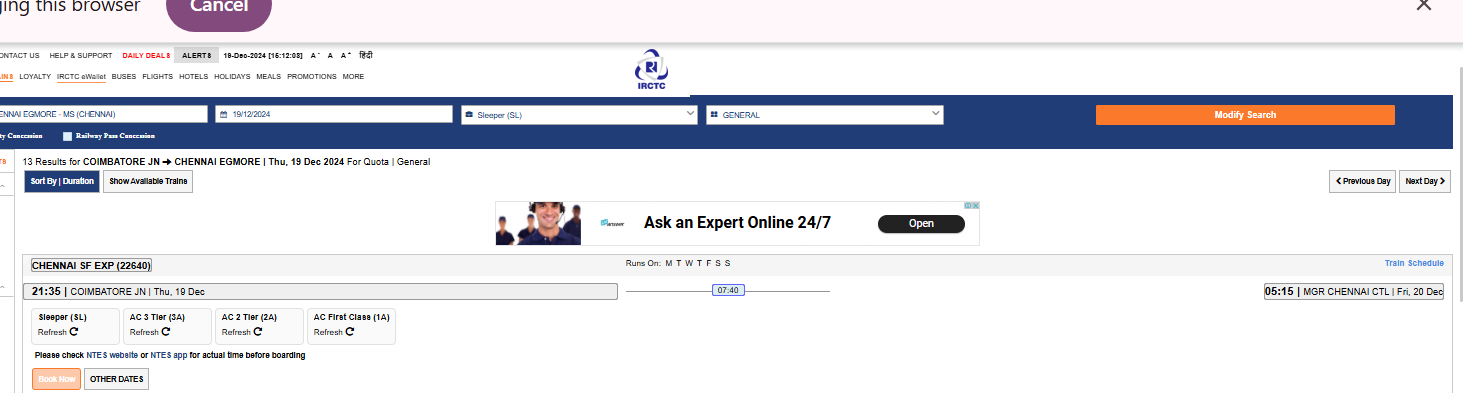 ging this browser Cancel
ONTACT US HELP & SUPPORT DAILY DEALS ALERTS 19-Dec-2024 [15:12:03] A- A A+ हिंदी
INS LOYALTY IRCTC eWallet BUSES FLIGHTS HOTELS HOLIDAYS MEALS PROMOTIONS MORE
IRCTC
ENNAI EGMORE - MS (CHENNAI) 19/12/2024 Sleeper (SL) GENERAL Modify Search
ty Concession Railway Pass Concession
13 Results for COIMBATORE JN → CHENNAI EGMORE | Thu, 19 Dec 2024 For Quota | General
Sort By | Duration Show Available Trains Previous Day Next Day
Ask an Expert Online 24/7 Open
CHENNAI SF EXP (22640) Runs On: M T W T F S S Train Schedule
21:35 | COIMBATORE JN | Thu, 19 Dec 07:40 05:15 | MGR CHENNAI CTL | Fri, 20 Dec
Sleeper (SL) AC 3 Tier (3A) AC 2 Tier (2A) AC First Class (1A)
Refresh Refresh Refresh Refresh
Please check NTES website or NTES app for actual time before boarding
Book Now OTHER DATES